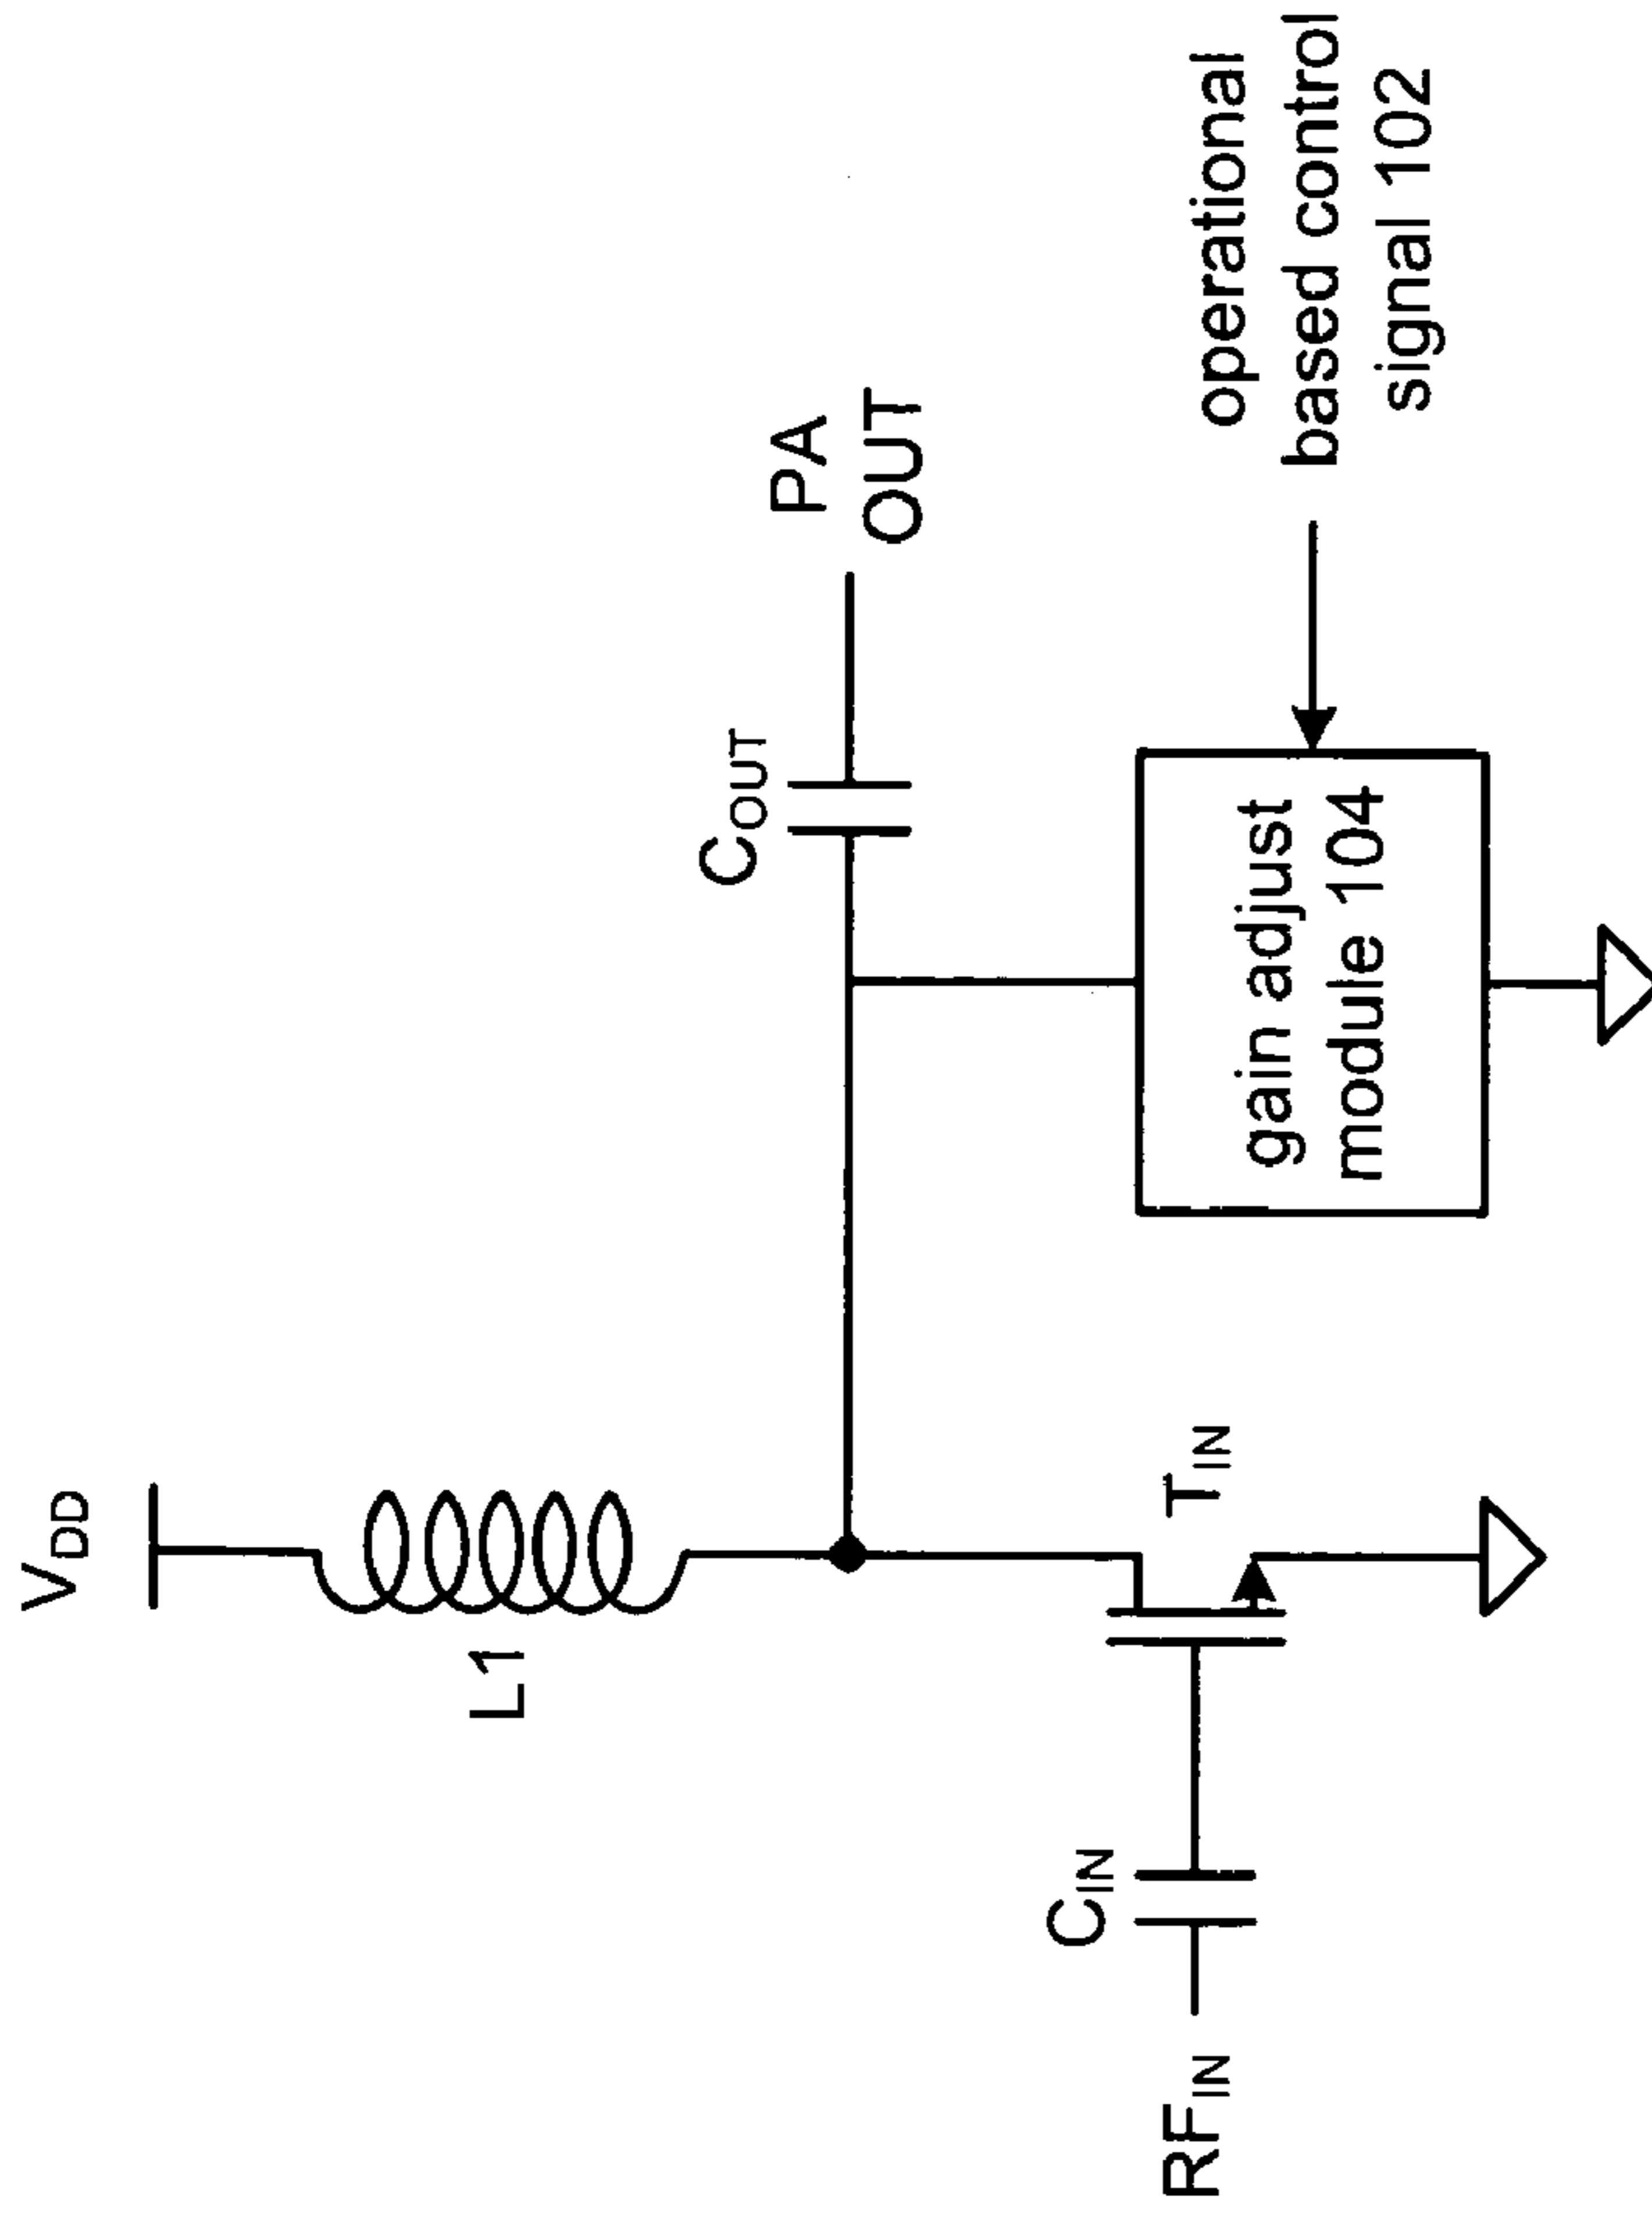 V_DD
L1
C_OUT
PA
OUT
RF_IN
C_IN
T_IN
gain adjust
module 104
operational
based control
signal 102